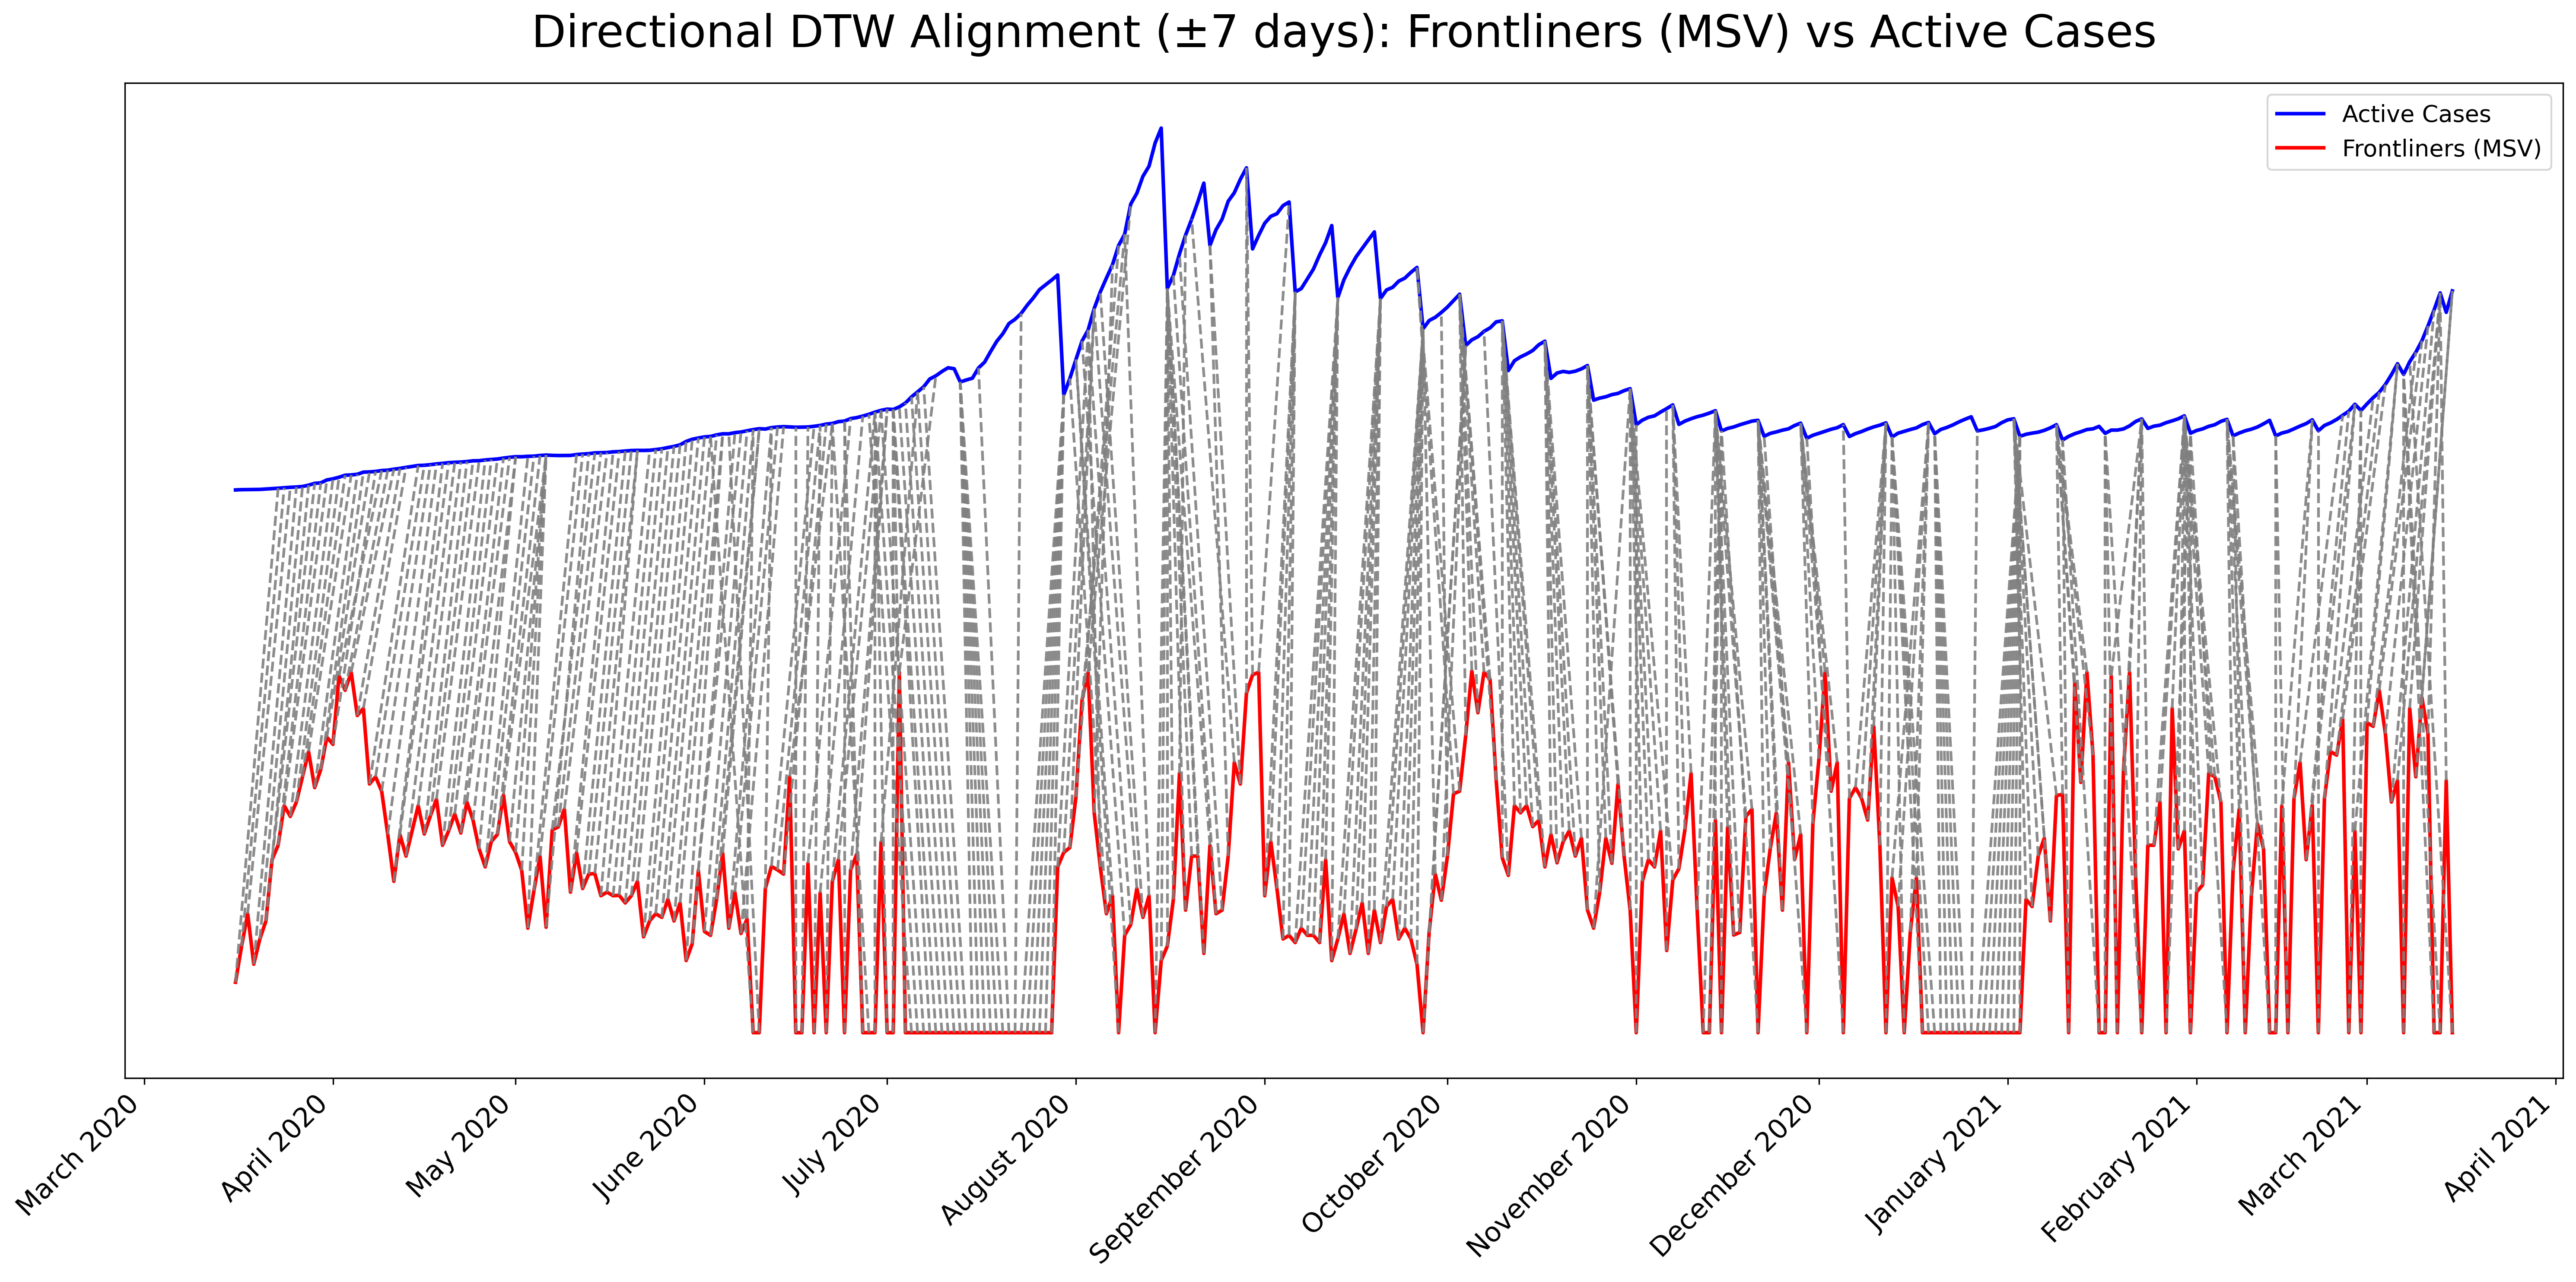 Directional DTW Alignment (±7 days): Frontliners (MSV) vs Active Cases
Active Cases
Frontliners (MSV)
March 2020
April 2020
May 2020
June 2020
July 2020
August 2020
September 2020
October 2020
November 2020
December 2020
January 2021
February 2021
March 2021
April 2021